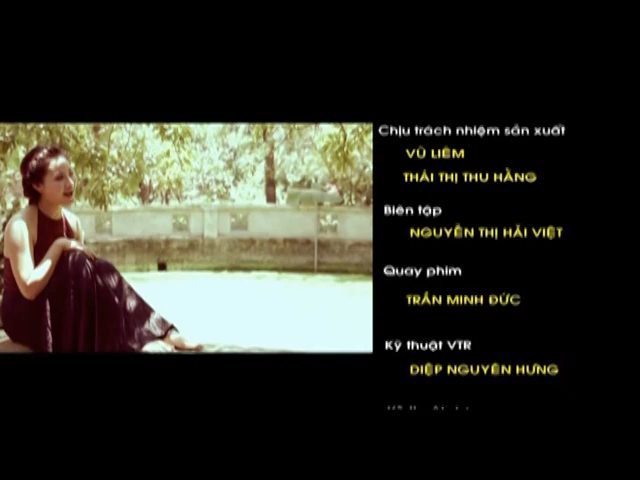 Chịu trách nhiệm sản xuất
VŨ LIÊM
THÁI THỊ THU HẰNG
Biên tập
NGUYỄN THỊ HẢI VIỆT
Quay phim
TRẦN MINH ĐỨC
Kỹ thuật VTR
DIỆP NGUYÊN HƯNG